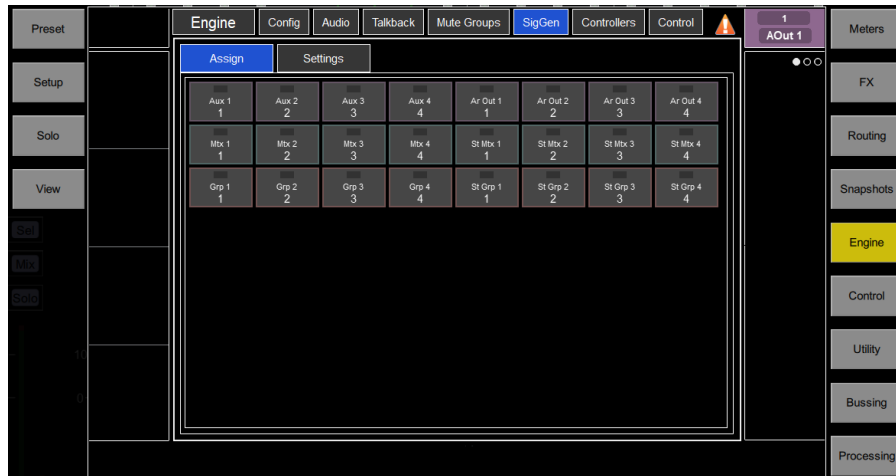 Preset
Setup
Solo
View
Sel
Mix
Solo
10
0
Engine
Config
Audio
Talkback
Mute Groups
SigGen
Controllers
Control
Assign
Settings
Aux 1
1
Aux 2
2
Aux 3
3
Aux 4
4
Ar Out 1
1
Ar Out 2
2
Ar Out 3
3
Ar Out 4
4
Mtx 1
1
Mtx 2
2
Mtx 3
3
Mtx 4
4
St Mtx 1
1
St Mtx 2
2
St Mtx 3
3
St Mtx 4
4
Grp 1
1
Grp 2
2
Grp 3
3
Grp 4
4
St Grp 1
1
St Grp 2
2
St Grp 3
3
St Grp 4
4
1
AOut 1
Meters
FX
Routing
Snapshots
Engine
Control
Utility
Bussing
Processing